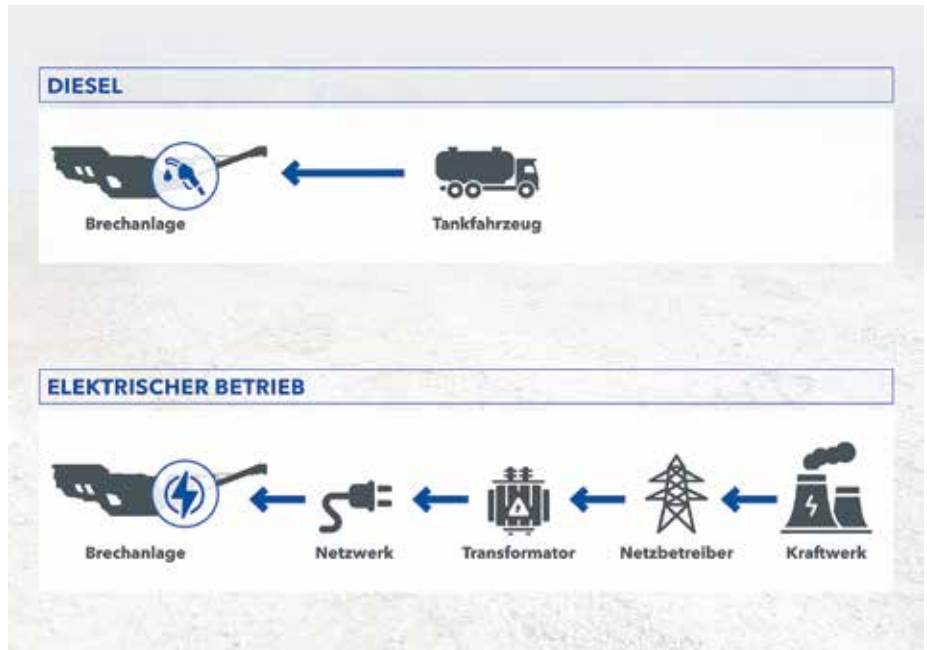 DIESEL
Brechanlage
Tankfahrzeug
ELEKTRISCHER BETRIEB
Brechanlage
Netzwerk
Transformator
Netzbetreiber
Kraftwerk